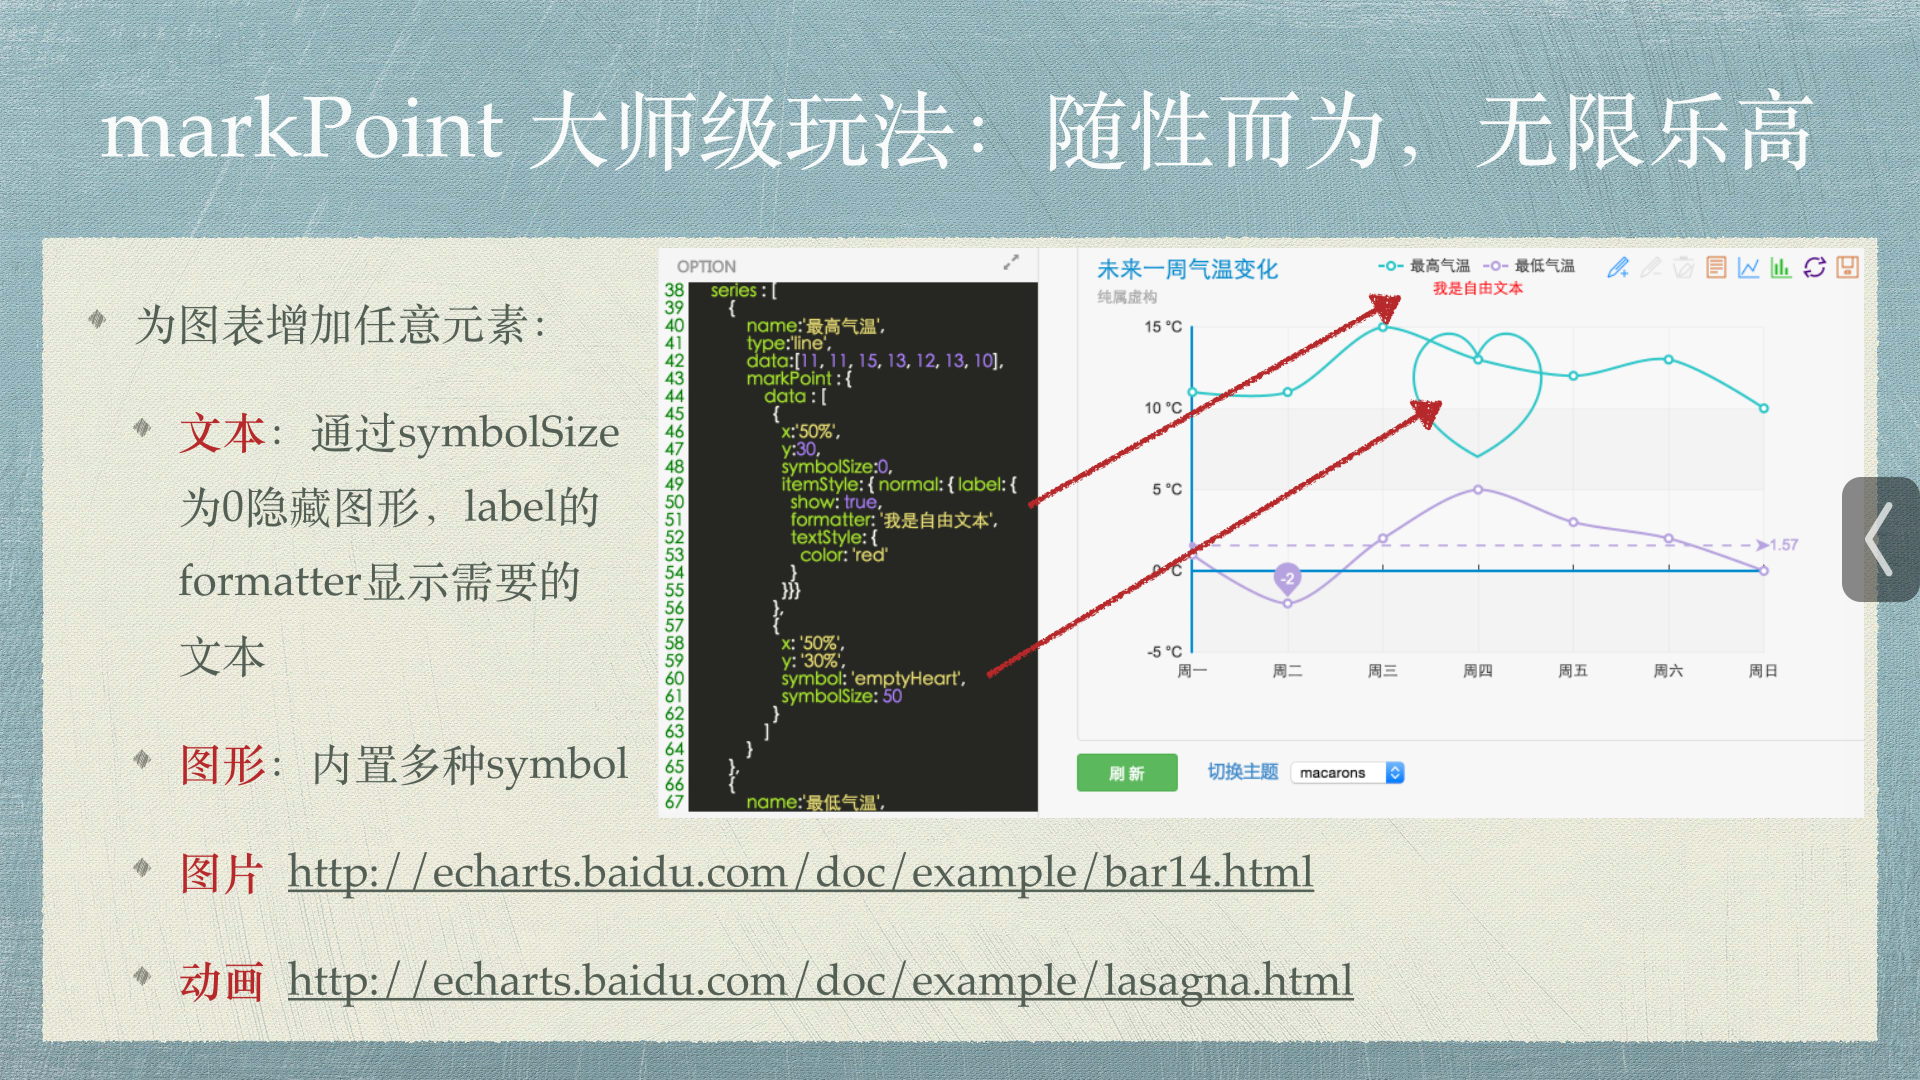 markPoint 大师级玩法：随性而为，无限乐高
为图表增加任意元素：
文本：通过symbolSize
为0隐藏图形，label的
formatter显示需要的
文本
图形：内置多种symbol
图片 http://echarts.baidu.com/doc/example/bar14.html
动画 http://echarts.baidu.com/doc/example/lasagna.html
OPTION
38 series : [
39 {
40 name:'最高气温',
41 type:'line',
42 data:[11, 11, 15, 13, 12, 13, 10],
43 markPoint : {
44 data : [
45 {
46 x:'50%',
47 y:30,
48 symbolSize:0,
49 itemStyle: { normal: { label: {
50 show: true,
51 formatter: '我是自由文本',
52 textStyle: {
53 color: 'red'
54 }
55 }}}
56 },
57 {
58 x: '50%',
59 y: '30%',
60 symbol: 'emptyHeart',
61 symbolSize: 50
62 }
63 ]
64 }
65 },
66 {
67 name:'最低气温',
未来一周气温变化
纯属虚构
最高气温 最低气温
我是自由文本
15 °C
10 °C
5 °C
0 °C
-5 °C
1.57
-2
周一 周二 周三 周四 周五 周六 周日
刷 新 切换主题 macarons